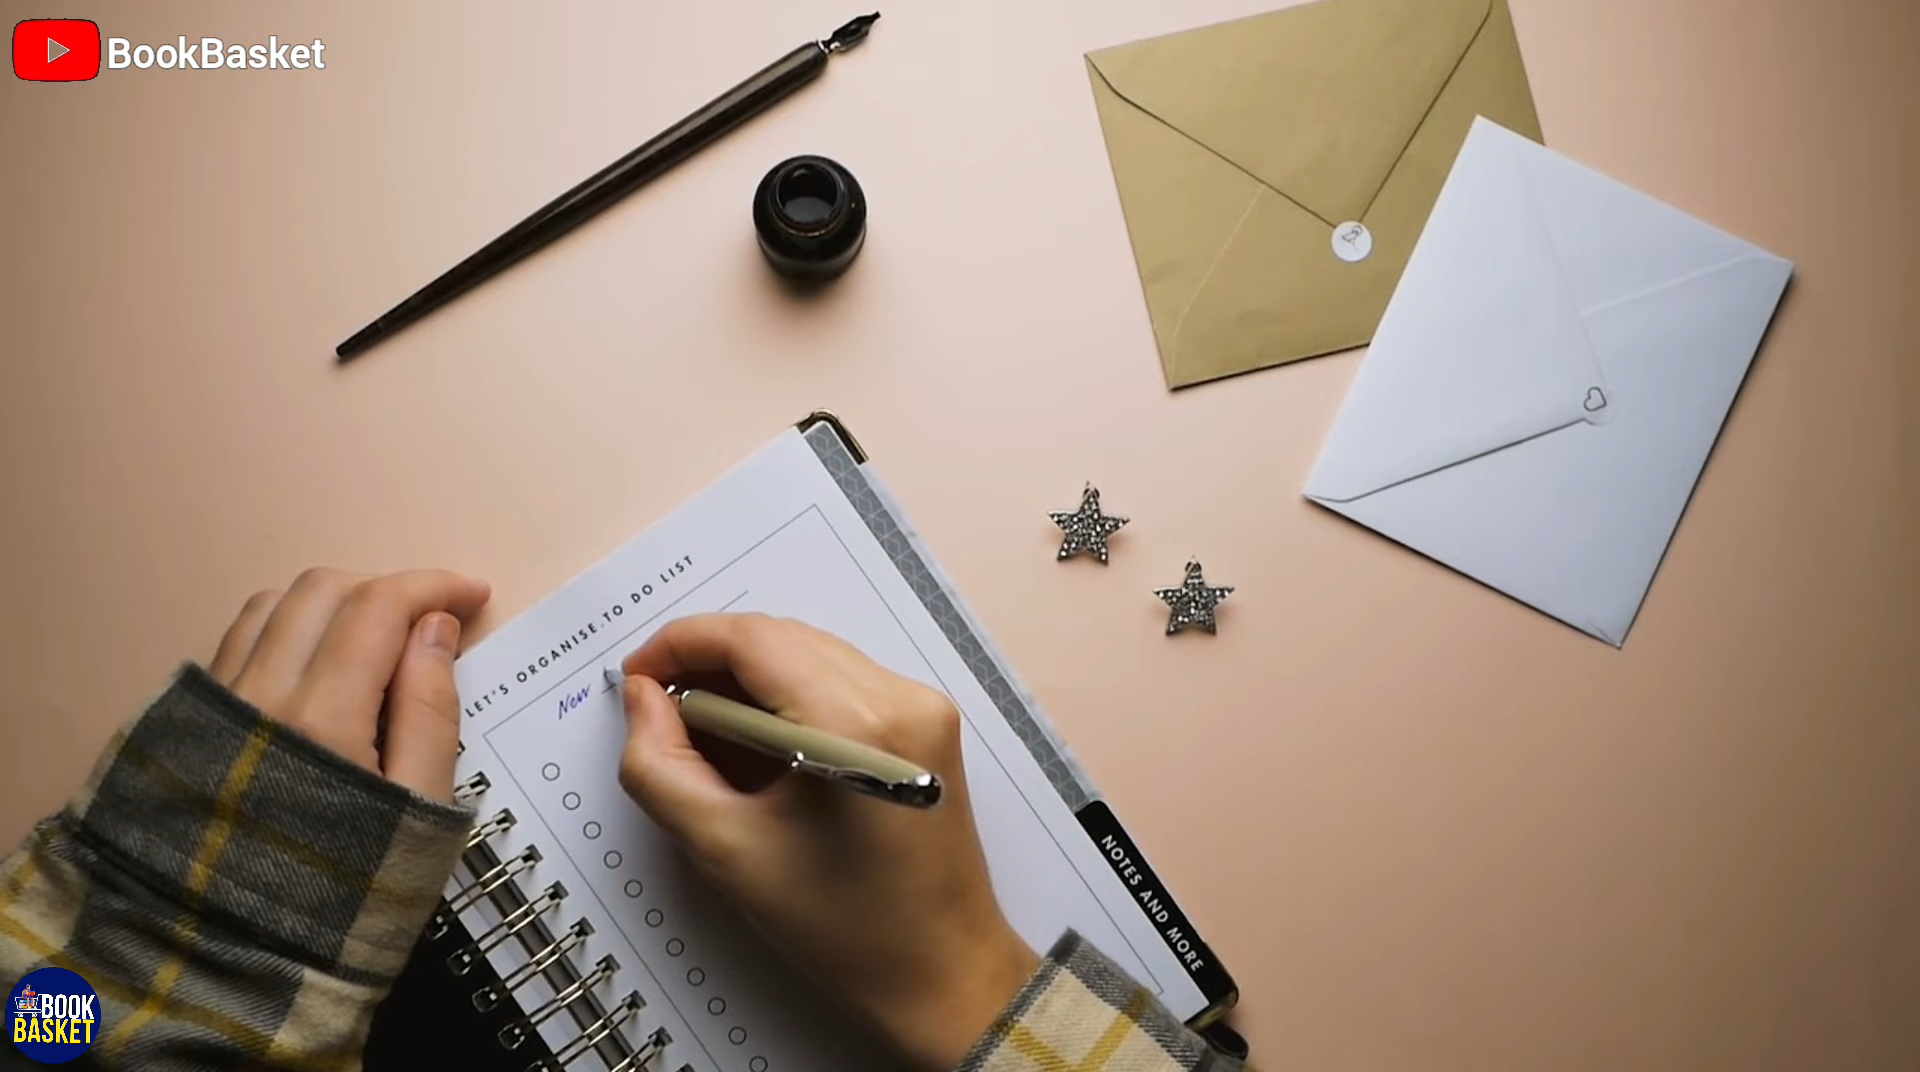 BookBasket
LET'S ORGANISE.TO DO LIST
New
NOTES AND MORE
BOOK
BASKET